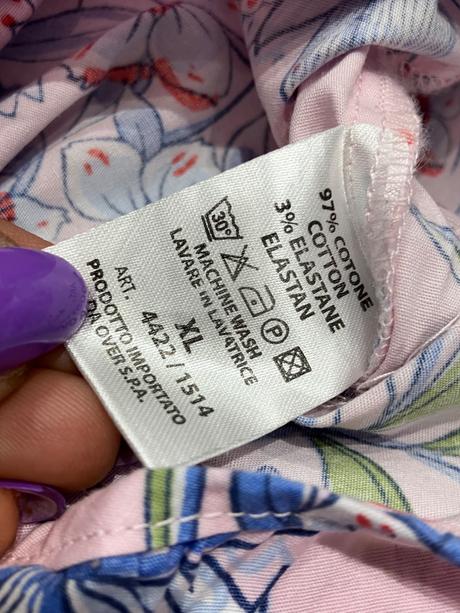 97% COTONE
COTTON
3% ELASTANE
ELASTAN
30°
P
MACHINE WASH
LAVARE IN LAVATRICE
XL
4422/1514
ART.
PRODOTTO IMPORTATO
DA OVER S.P.A.